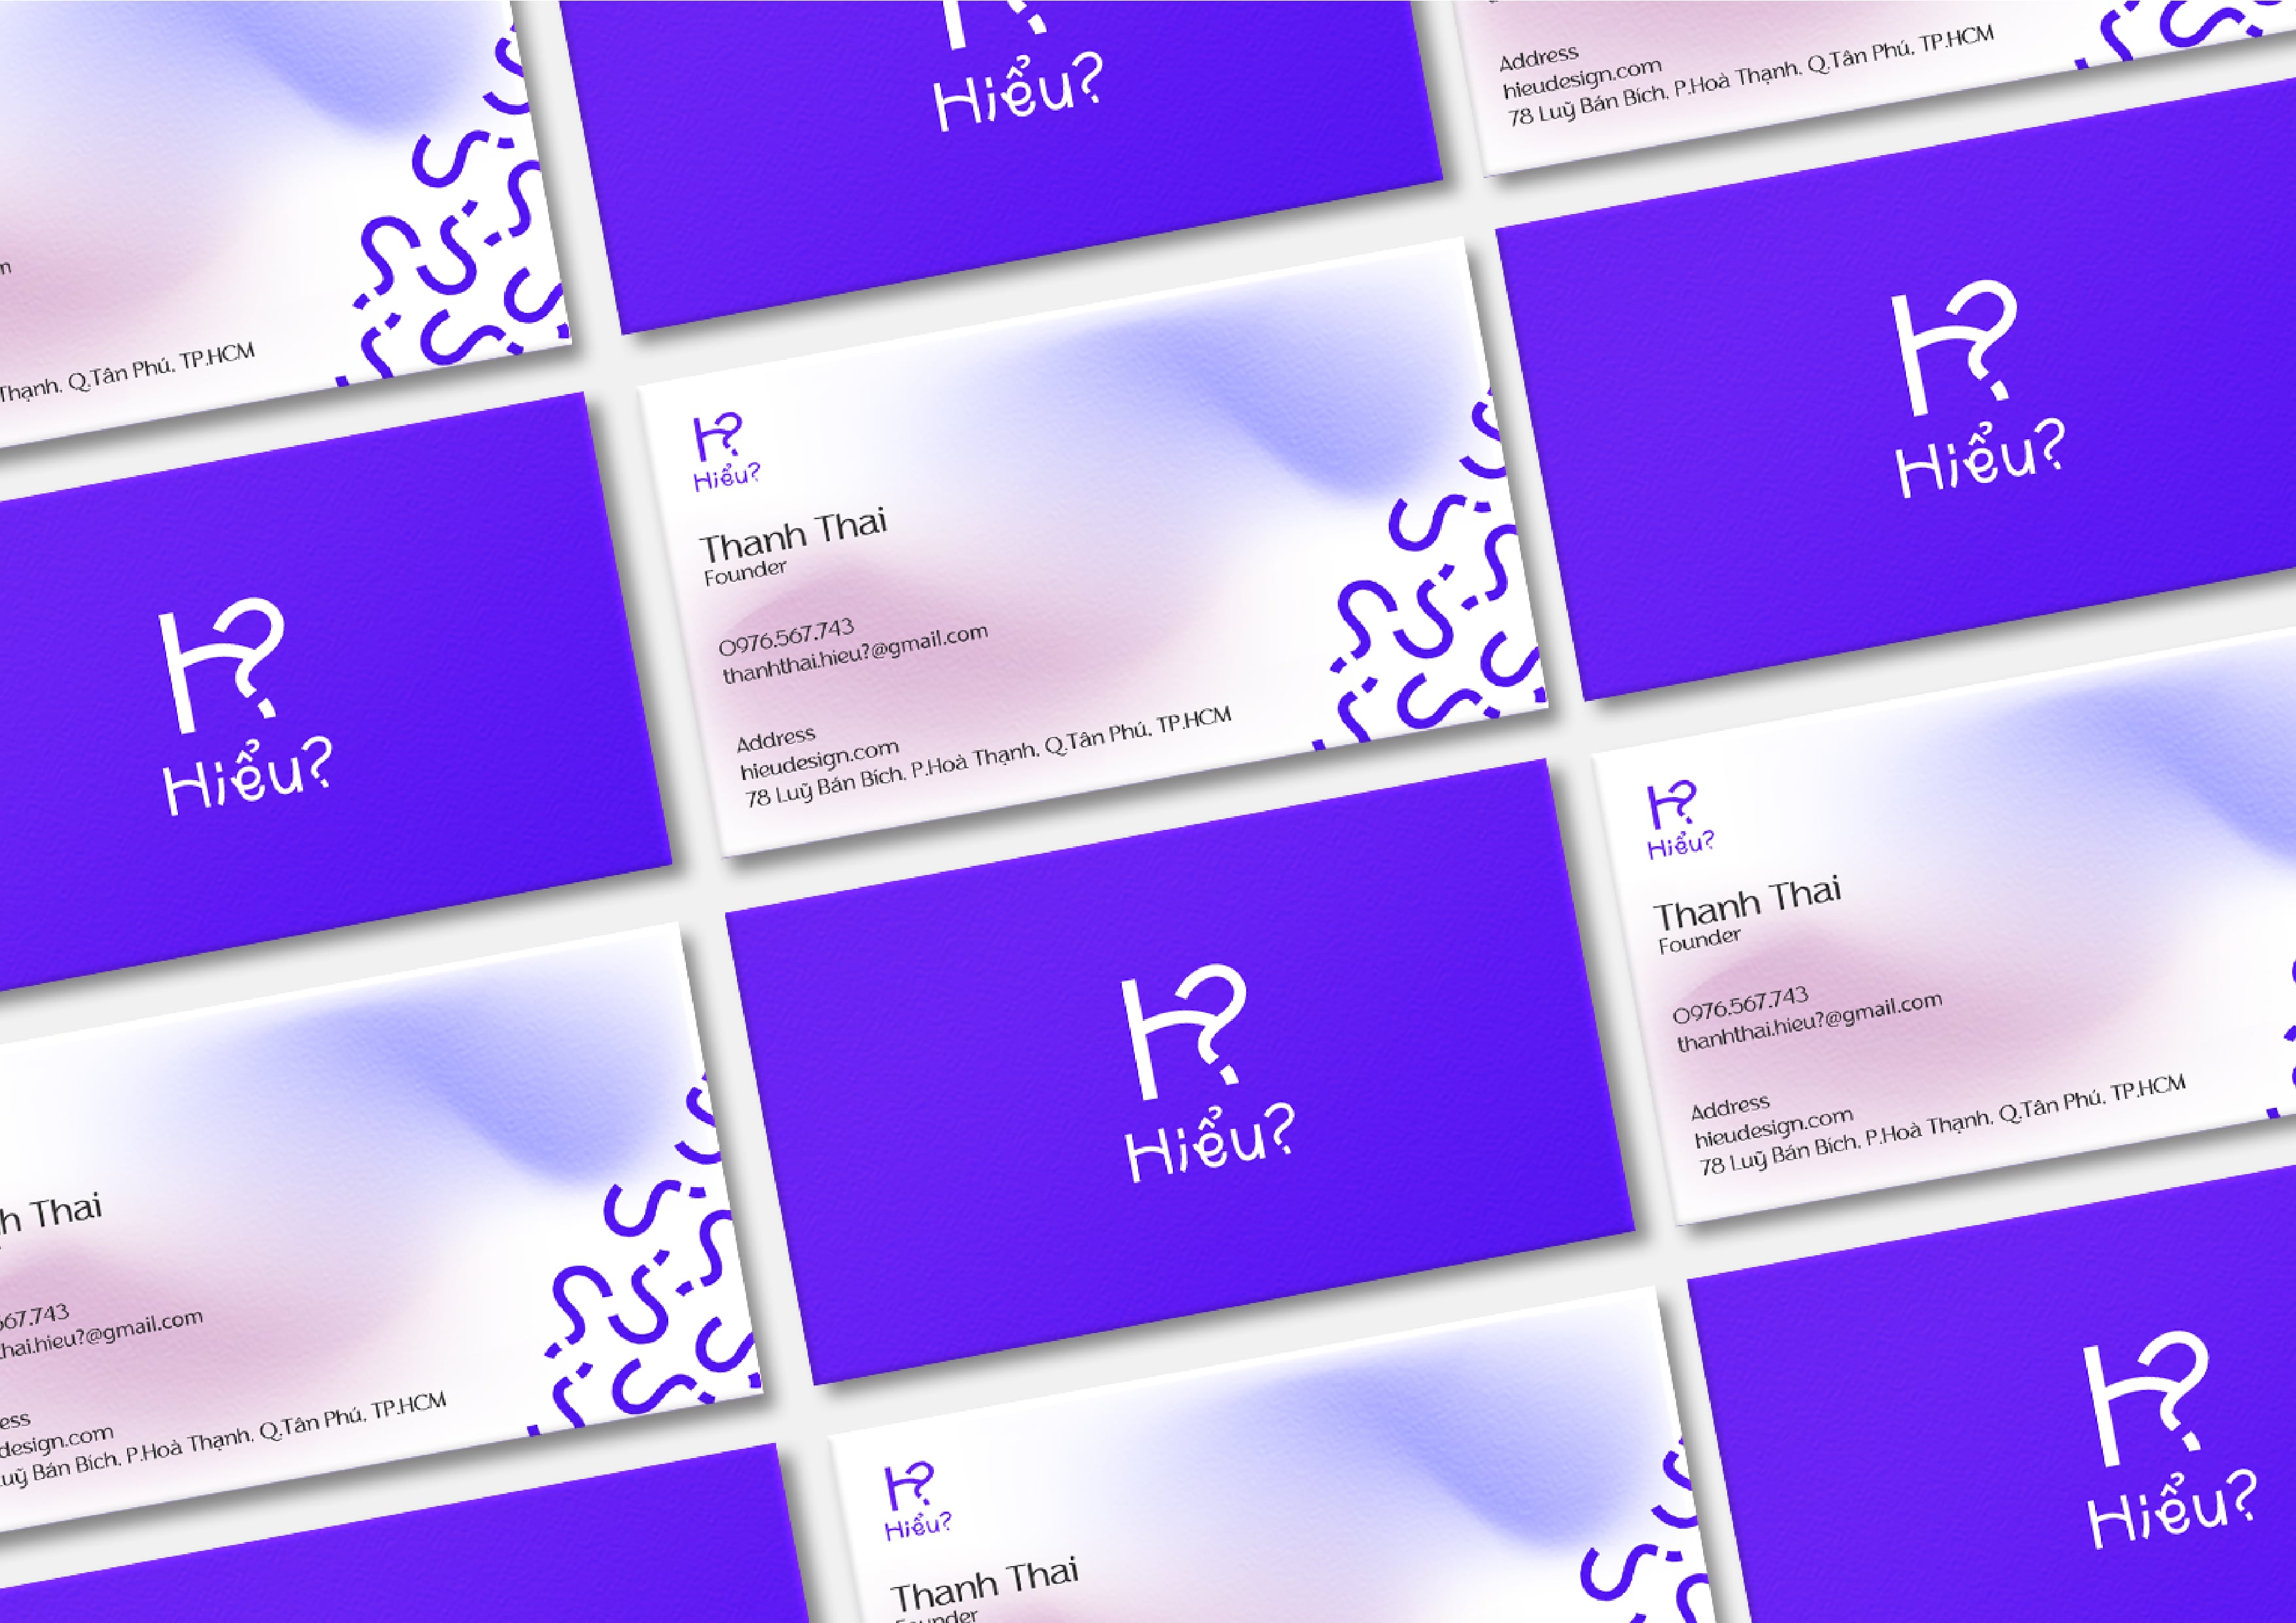 Hiểu?
Address
hieudesign.com
78 Luỹ Bán Bích, P.Hoà Thạnh, Q.Tân Phú, TP.HCM
Thạnh, Q.Tân Phú, TP.HCM
H?
Hiểu?
H?
Hiểu?
Thanh Thai
Founder
0976.567.743
thanhthai.hieu?@gmail.com
Address
hieudesign.com
78 Luỹ Bán Bích, P.Hoà Thạnh, Q.Tân Phú, TP.HCM
H?
Hiểu?
H?
Hiểu?
Thanh Thai
Founder
0976.567.743
thanhthai.hieu?@gmail.com
Address
hieudesign.com
78 Luỹ Bán Bích, P.Hoà Thạnh, Q.Tân Phú, TP.HCM
H?
Hiểu?
h Thai
67.743
hai.hieu?@gmail.com
ess
design.com
uỹ Bán Bích, P.Hoà Thạnh, Q.Tân Phú, TP.HCM
H?
Hiểu?
Thanh Thai
Founder
H?
Hiểu?